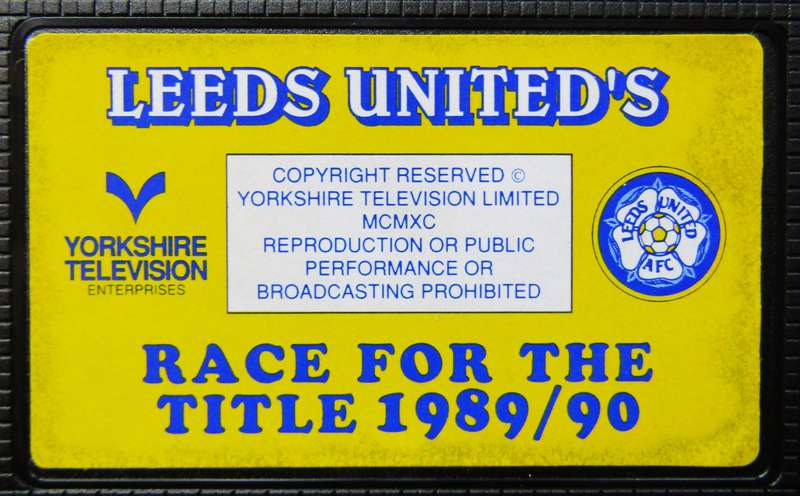 LEEDS UNITED'S
YORKSHIRE
TELEVISION
ENTERPRISES
COPYRIGHT RESERVED ©
YORKSHIRE TELEVISION LIMITED
MCMXC
REPRODUCTION OR PUBLIC
PERFORMANCE OR
BROADCASTING PROHIBITED
LEEDS UNITED
AFC
RACE FOR THE
TITLE 1989/90